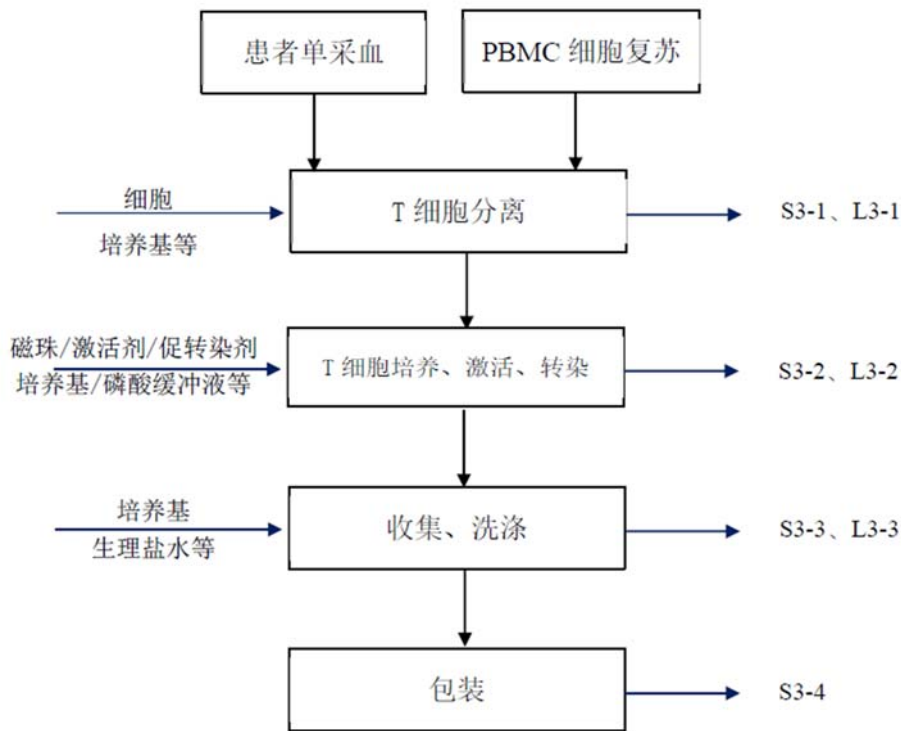 患者单采血
PBMC 细胞复苏
细胞
培养基等
T 细胞分离
S3-1、L3-1
磁珠/激活剂/促转染剂
培养基/磷酸缓冲液等
T 细胞培养、激活、转染
S3-2、L3-2
培养基
生理盐水等
收集、洗涤
S3-3、L3-3
包装
S3-4